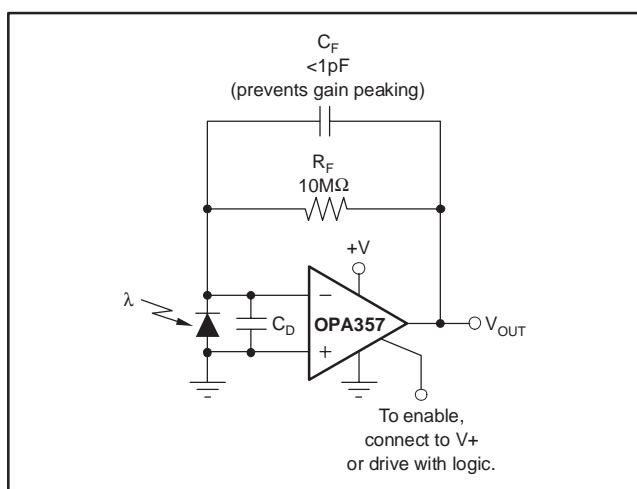 C_F
<1pF
(prevents gain peaking)
R_F
10MΩ
+V
λ
−
OPA357
C_D
+
V_OUT
To enable,
connect to V+
or drive with logic.